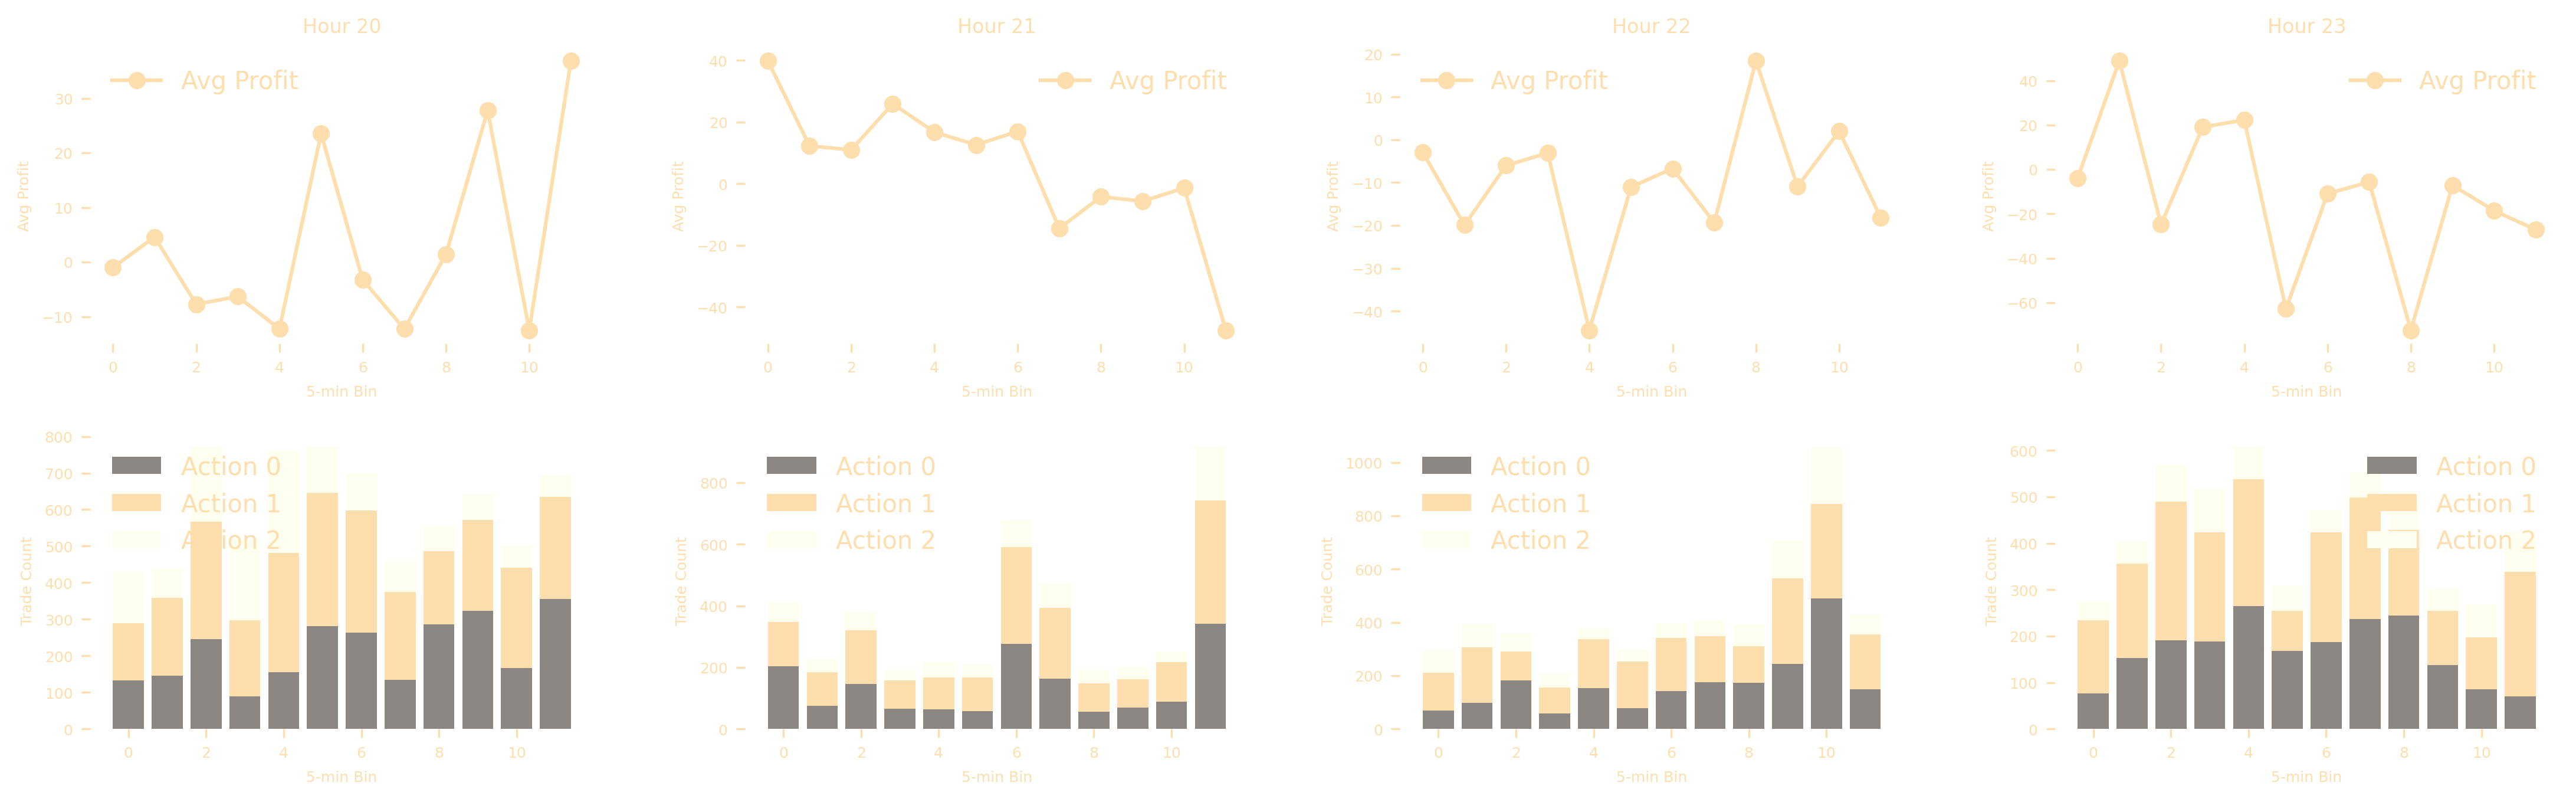 Hour 20
Avg Profit
30
20
10
0
−10
Avg Profit
0 2 4 6 8 10
5-min Bin
Hour 21
Avg Profit
40
20
0
−20
−40
Avg Profit
0 2 4 6 8 10
5-min Bin
Hour 22
Avg Profit
20
10
0
−10
−20
−30
−40
Avg Profit
0 2 4 6 8 10
5-min Bin
Hour 23
Avg Profit
40
20
0
−20
−40
−60
Avg Profit
0 2 4 6 8 10
5-min Bin
Action 0
Action 1
Action 2
800
700
600
500
400
300
200
100
0
Trade Count
0 2 4 6 8 10
5-min Bin
Action 0
Action 1
Action 2
800
600
400
200
0
Trade Count
0 2 4 6 8 10
5-min Bin
Action 0
Action 1
Action 2
1000
800
600
400
200
0
Trade Count
0 2 4 6 8 10
5-min Bin
Action 0
Action 1
Action 2
600
500
400
300
200
100
0
Trade Count
0 2 4 6 8 10
5-min Bin